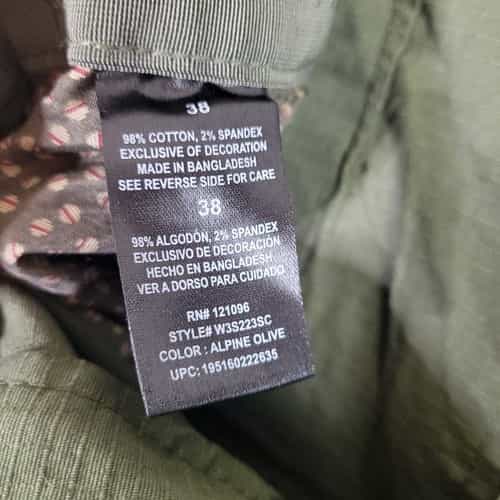 38
98% COTTON, 2% SPANDEX
EXCLUSIVE OF DECORATION
MADE IN BANGLADESH
SEE REVERSE SIDE FOR CARE
38
98% ALGODÓN, 2% SPANDEX
EXCLUSIVO DE DECORACIÓN
HECHO EN BANGLADESH
VER A DORSO PARA CUIDADO
RN# 121096
STYLE# W3S223SC
COLOR : ALPINE OLIVE
UPC: 195160222635